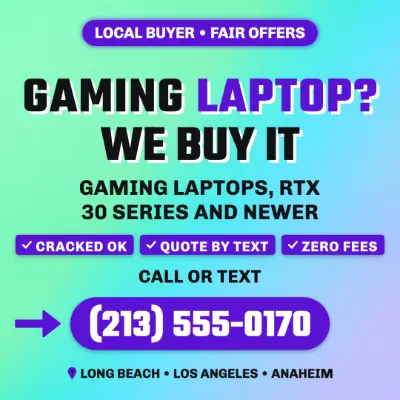 LOCAL BUYER • FAIR OFFERS
GAMING LAPTOP?
WE BUY IT
GAMING LAPTOPS, RTX
30 SERIES AND NEWER
✓ CRACKED OK ✓ QUOTE BY TEXT ✓ ZERO FEES
CALL OR TEXT
(213) 555-0170
LONG BEACH • LOS ANGELES • ANAHEIM